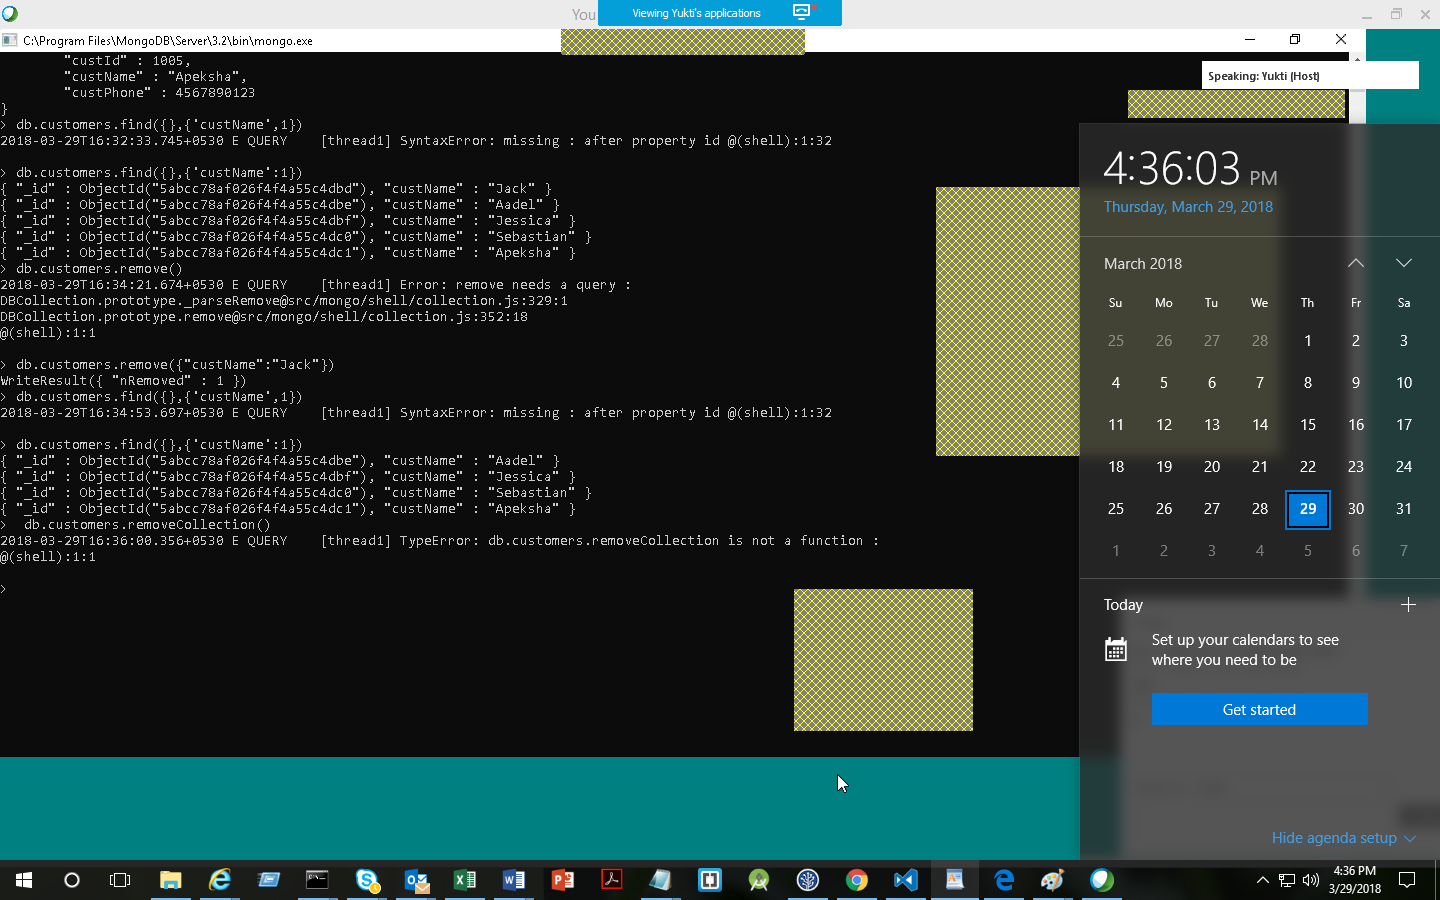 You
Viewing Yukti's applications
C:\Program Files\MongoDB\Server\3.2\bin\mongo.exe
Speaking: Yukti (Host)
"custId" : 1005,
"custName" : "Apeksha",
"custPhone" : 4567890123
}
> db.customers.find({},{'custName',1})
2018-03-29T16:32:33.745+0530 E QUERY    [thread1] SyntaxError: missing : after property id @(shell):1:32
> db.customers.find({},{'custName':1})
{ "_id" : ObjectId("5abcc78af026f4f4a55c4dbd"), "custName" : "Jack" }
{ "_id" : ObjectId("5abcc78af026f4f4a55c4dbe"), "custName" : "Aadel" }
{ "_id" : ObjectId("5abcc78af026f4f4a55c4dbf"), "custName" : "Jessica" }
{ "_id" : ObjectId("5abcc78af026f4f4a55c4dc0"), "custName" : "Sebastian" }
{ "_id" : ObjectId("5abcc78af026f4f4a55c4dc1"), "custName" : "Apeksha" }
> db.customers.remove()
2018-03-29T16:34:21.674+0530 E QUERY    [thread1] Error: remove needs a query :
DBCollection.prototype._parseRemove@src/mongo/shell/collection.js:329:1
DBCollection.prototype.remove@src/mongo/shell/collection.js:352:18
@(shell):1:1
> db.customers.remove({"custName":"Jack"})
WriteResult({ "nRemoved" : 1 })
> db.customers.find({},{'custName',1})
2018-03-29T16:34:53.697+0530 E QUERY    [thread1] SyntaxError: missing : after property id @(shell):1:32
> db.customers.find({},{'custName':1})
{ "_id" : ObjectId("5abcc78af026f4f4a55c4dbe"), "custName" : "Aadel" }
{ "_id" : ObjectId("5abcc78af026f4f4a55c4dbf"), "custName" : "Jessica" }
{ "_id" : ObjectId("5abcc78af026f4f4a55c4dc0"), "custName" : "Sebastian" }
{ "_id" : ObjectId("5abcc78af026f4f4a55c4dc1"), "custName" : "Apeksha" }
>  db.customers.removeCollection()
2018-03-29T16:36:00.356+0530 E QUERY    [thread1] TypeError: db.customers.removeCollection is not a function :
@(shell):1:1
>
4:36:03 PM
Thursday, March 29, 2018
March 2018
Su Mo Tu We Th Fr Sa
25 26 27 28 1 2 3
4 5 6 7 8 9 10
11 12 13 14 15 16 17
18 19 20 21 22 23 24
25 26 27 28 29 30 31
1 2 3 4 5 6 7
Today
Set up your calendars to see
where you need to be
Get started
Hide agenda setup
4:36 PM
3/29/2018